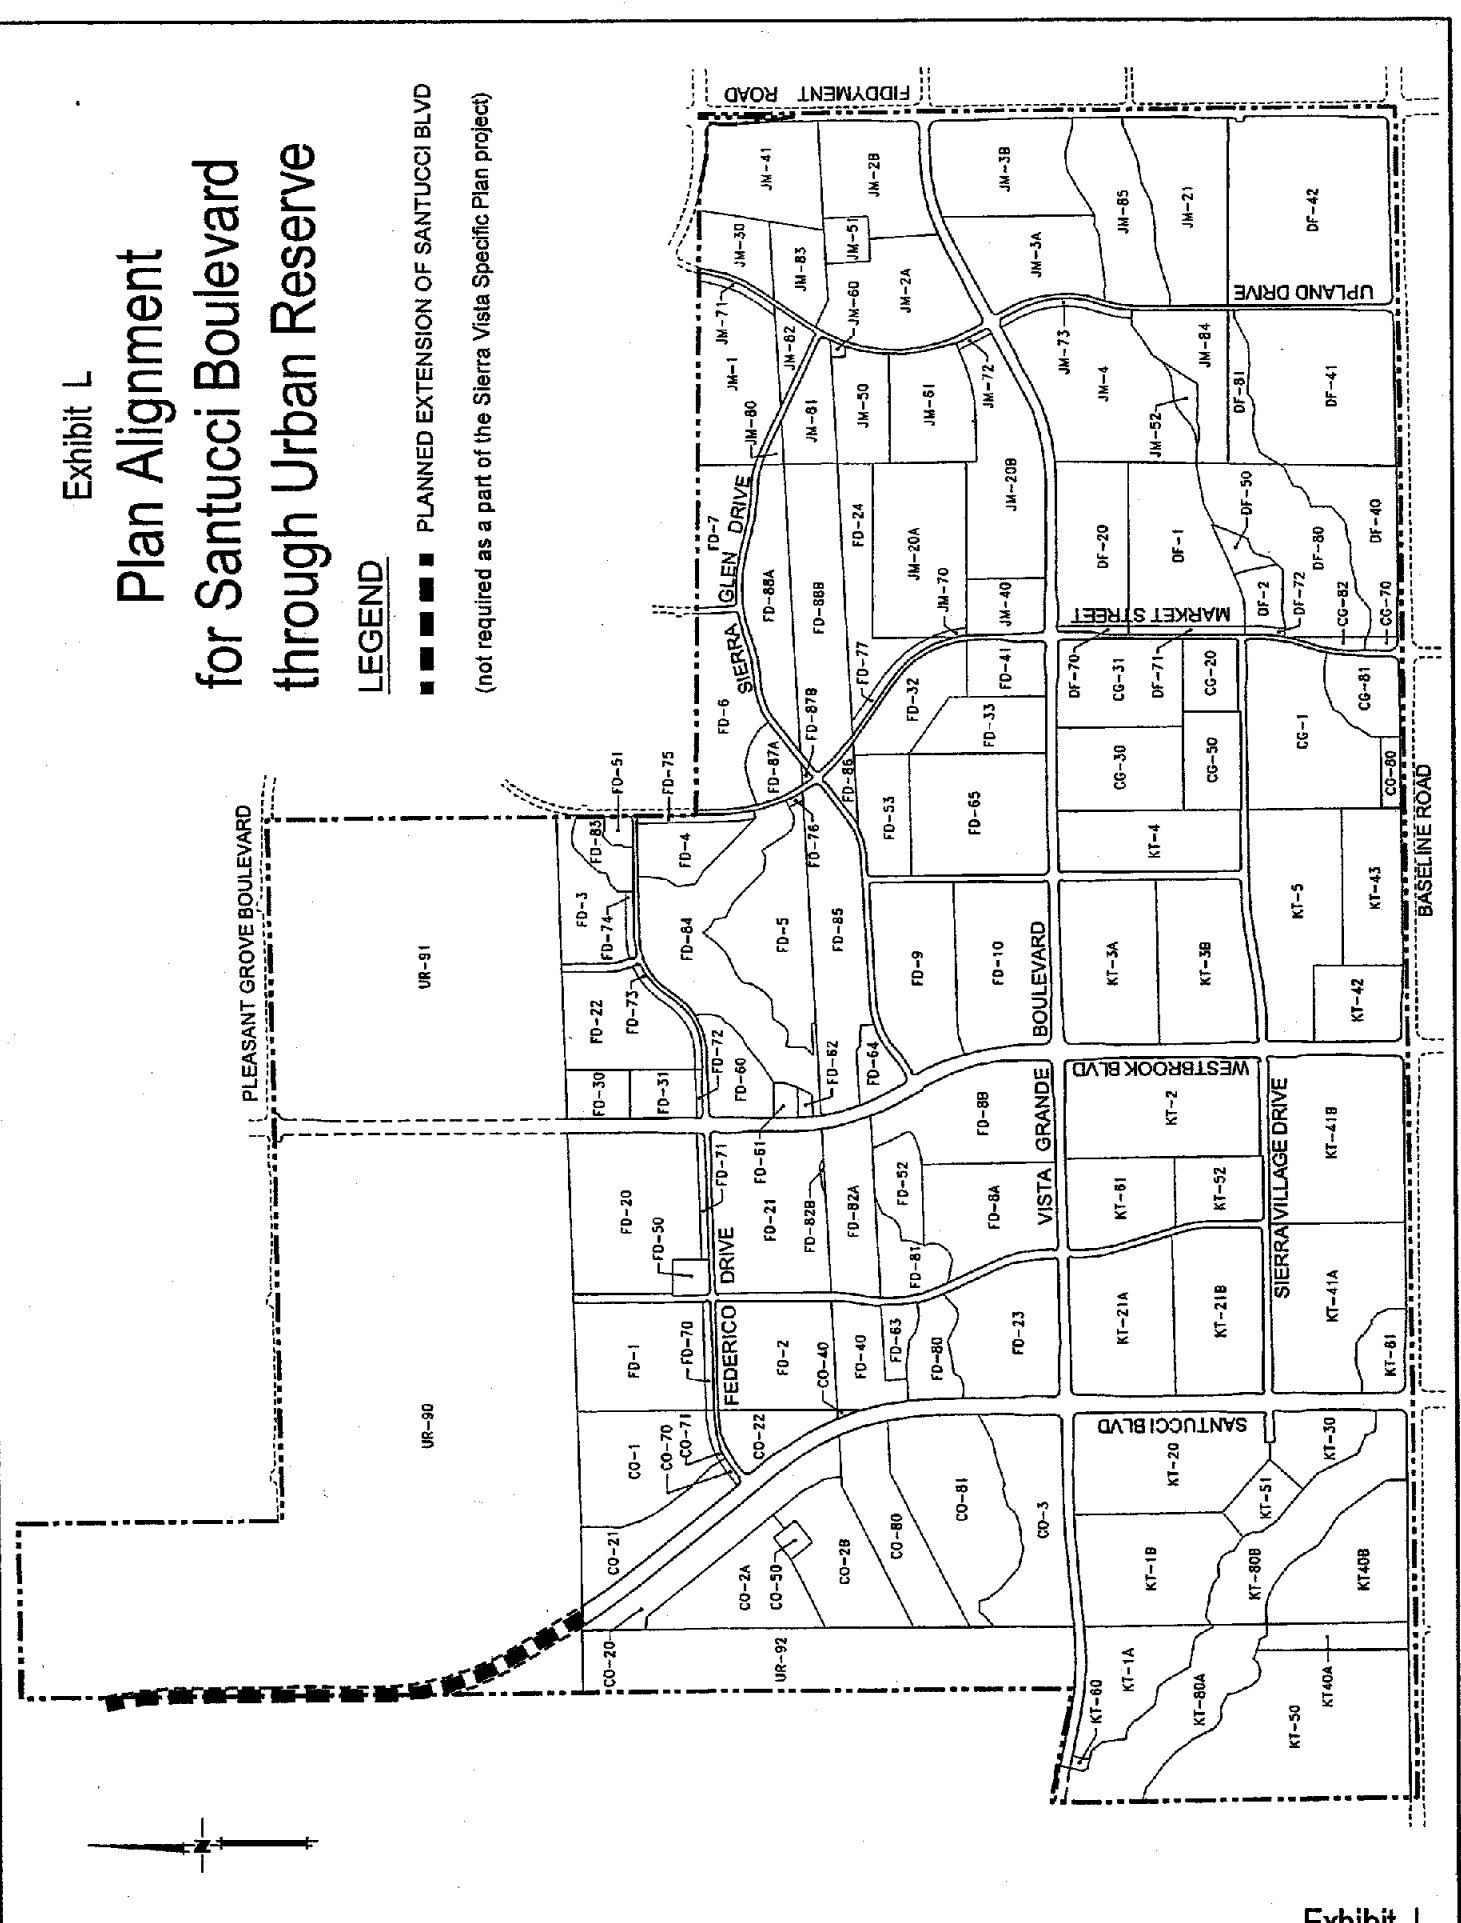 Exhibit L
Plan Alignment
for Santucci Boulevard
through Urban Reserve
LEGEND
PLANNED EXTENSION OF SANTUCCI BLVD
(not required as a part of the Sierra Vista Specific Plan project)
FIDDYMENT ROAD
PLEASANT GROVE BOULEVARD
BASELINE ROAD
SIERRA GLEN DRIVE
UPLAND DRIVE
MARKET STREET
VISTA GRANDE BOULEVARD
WESTBROOK BLVD
SIERRA VILLAGE DRIVE
FEDERICO DRIVE
SANTUCCI BLVD
N
UR-90
UR-91
UR-92
JM-41
JM-2B
JM-3B
JM-30
JM-83
JM-51
JM-85
JM-21
DF-42
JM-71
JM-60
JM-2A
JM-3A
JM-1
JM-82
JM-80
JM-81
JM-50
JM-61
JM-72
JM-73
JM-4
JM-84
JM-52
DF-81
DF-41
FD-7
FD-88A
FD-88B
FD-24
JM-20A
JM-20B
JM-70
JM-40
DF-20
DF-1
DF-50
DF-80
DF-40
DF-2
DF-72
CG-82
CG-70
FD-6
FD-87A
FD-87B
FD-77
FD-32
FD-41
FD-33
DF-70
CG-31
DF-71
CG-20
CG-1
CG-81
CG-30
CG-50
CG-80
FD-51
FD-75
FD-83
FD-4
FD-76
FD-86
FD-53
FD-65
KT-4
FD-3
FD-74
FD-84
FD-5
FD-85
FD-9
FD-10
KT-3A
KT-3B
KT-5
KT-43
KT-42
FD-22
FD-73
FD-72
FD-30
FD-31
FD-60
FD-62
FD-64
FD-61
FD-8B
KT-2
KT-41B
FD-20
FD-71
FD-50
FD-21
FD-82B
FD-82A
FD-52
FD-8A
FD-81
KT-61
KT-52
FD-1
FD-70
FD-2
CO-40
FD-40
FD-63
FD-80
FD-23
KT-21A
KT-21B
KT-41A
KT-81
CO-1
CO-70
CO-71
CO-22
CO-21
CO-20
CO-2A
CO-50
CO-2B
CO-80
CO-81
CO-3
KT-20
KT-30
KT-51
KT-1B
KT-80B
KT40B
KT-1A
KT-60
KT-80A
KT-50
KT40A
Exhibit L